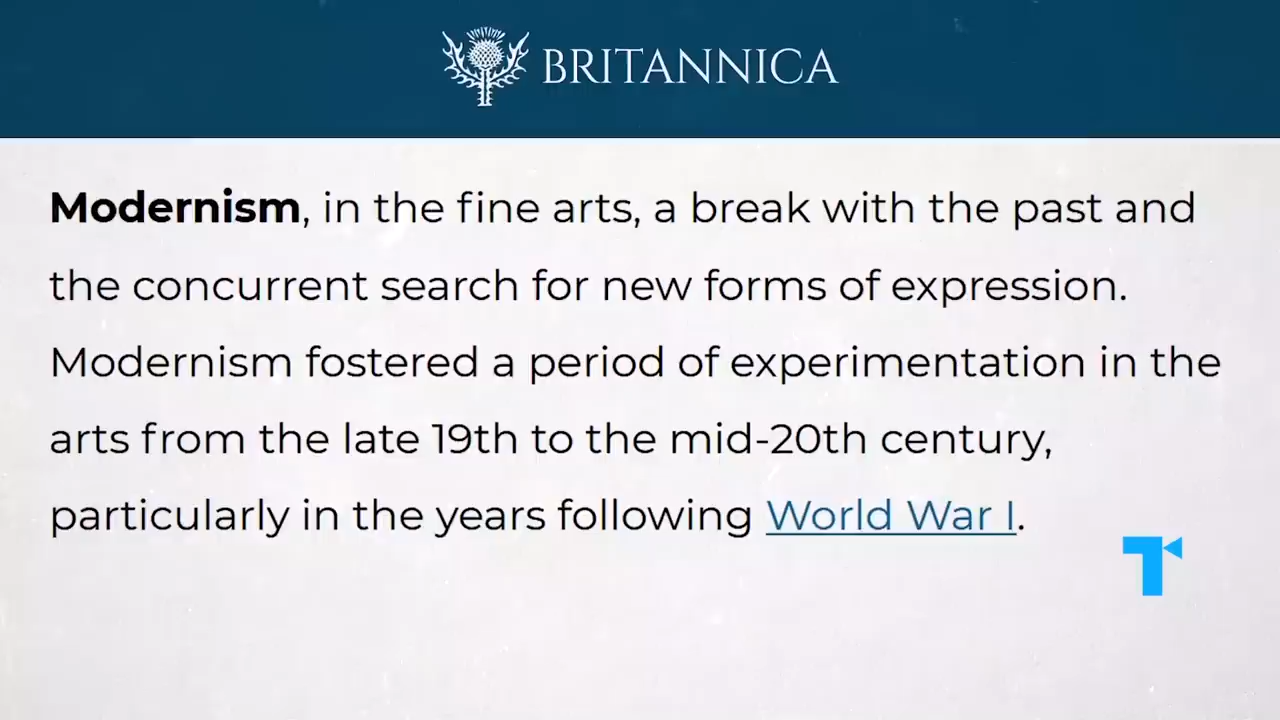 BRITANNICA
Modernism, in the fine arts, a break with the past and
the concurrent search for new forms of expression.
Modernism fostered a period of experimentation in the
arts from the late 19th to the mid-20th century,
particularly in the years following World War I.